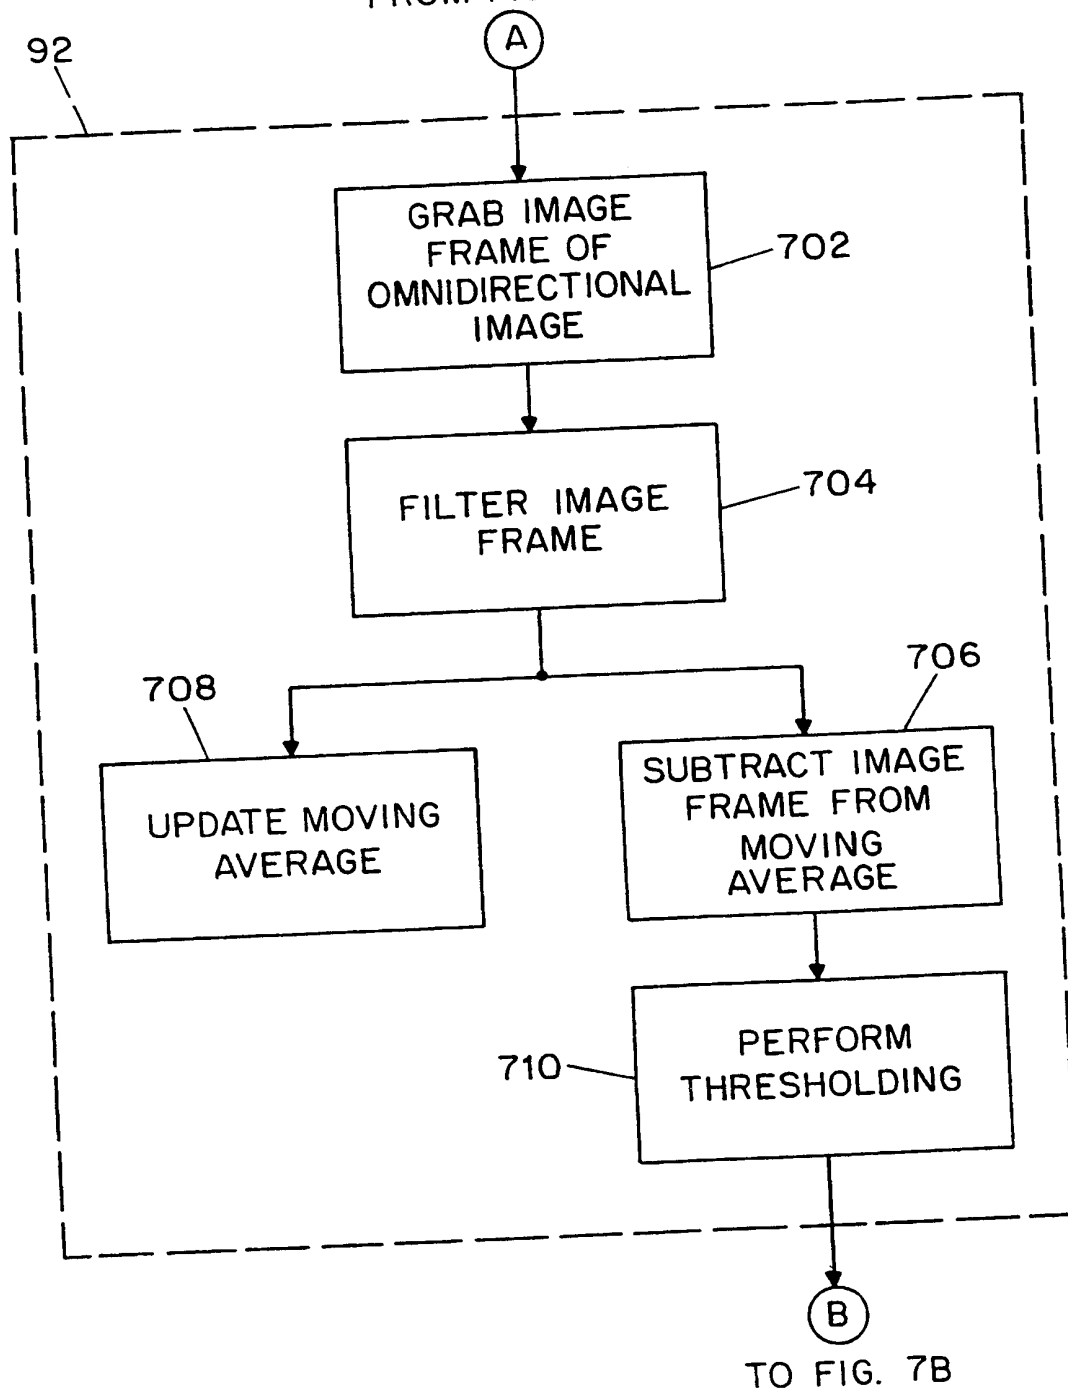 FROM
A
92
GRAB IMAGE
FRAME OF
OMNIDIRECTIONAL
IMAGE
702
FILTER IMAGE
FRAME
704
708
706
UPDATE MOVING
AVERAGE
SUBTRACT IMAGE
FRAME FROM
MOVING
AVERAGE
710
PERFORM
THRESHOLDING
B
TO FIG. 7B